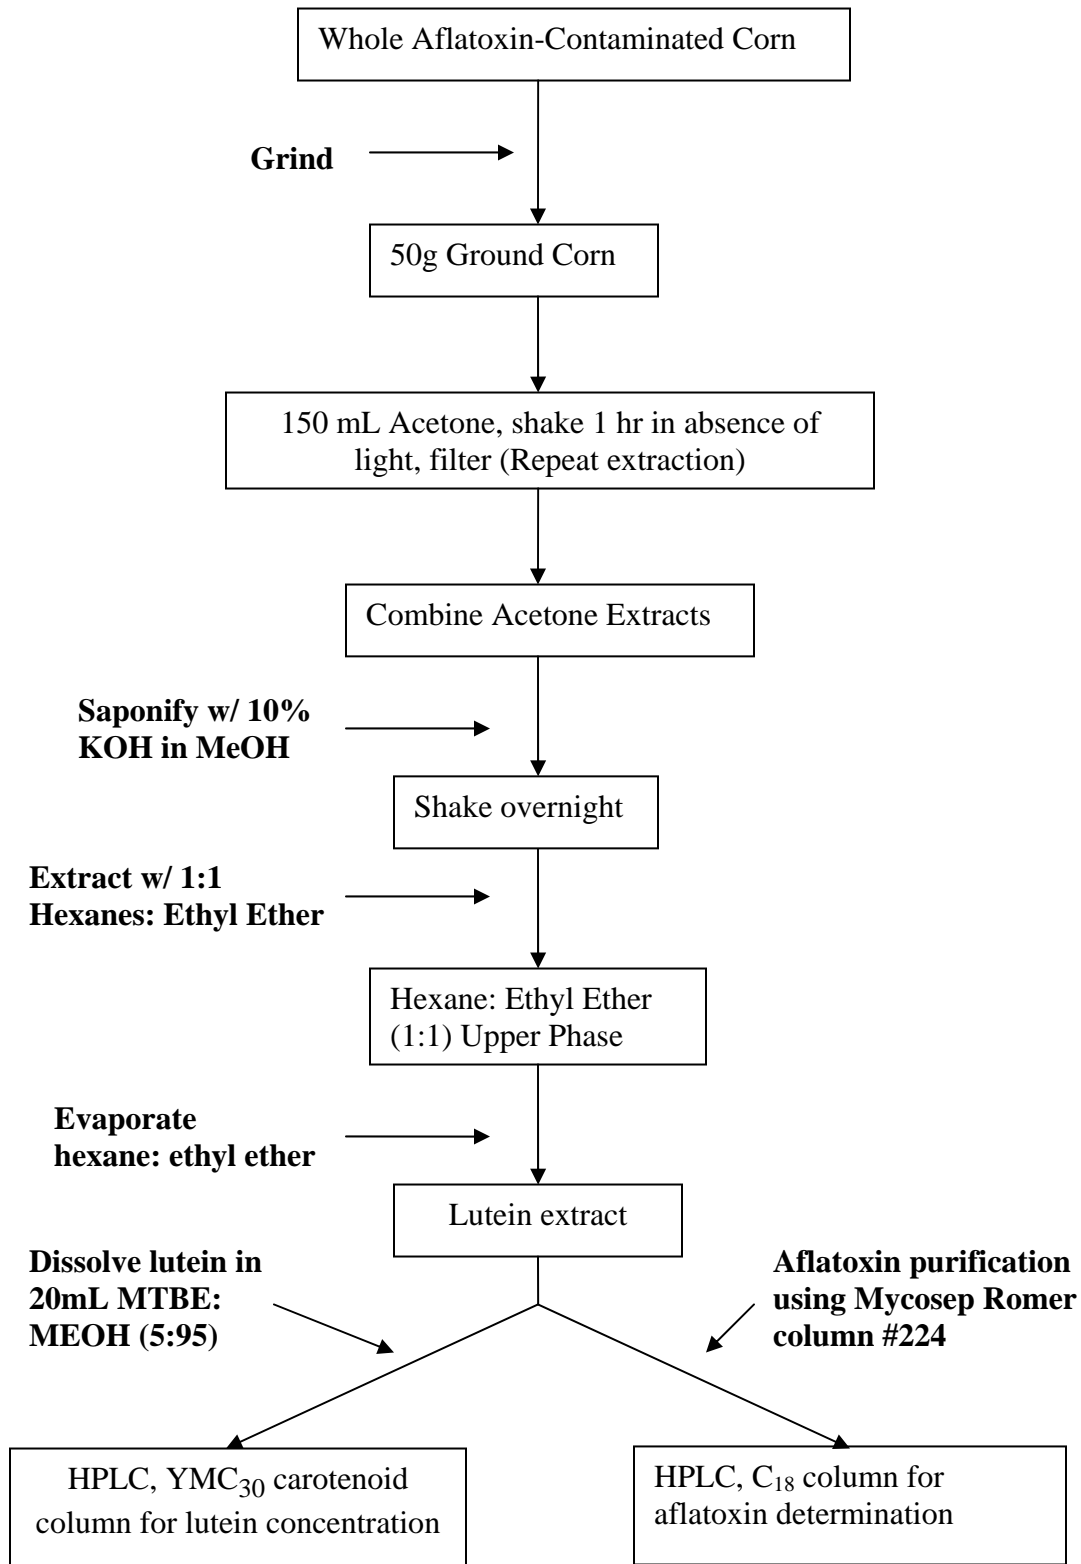 Whole Aflatoxin-Contaminated Corn
Grind
50g Ground Corn
150 mL Acetone, shake 1 hr in absence of
light, filter (Repeat extraction)
Combine Acetone Extracts
Saponify w/ 10%
KOH in MeOH
Shake overnight
Extract w/ 1:1
Hexanes: Ethyl Ether
Hexane: Ethyl Ether
(1:1) Upper Phase
Evaporate
hexane: ethyl ether
Lutein extract
Dissolve lutein in
20mL MTBE:
MEOH (5:95)
Aflatoxin purification
using Mycosep Romer
column #224
HPLC, YMC30 carotenoid
column for lutein concentration
HPLC, C18 column for
aflatoxin determination